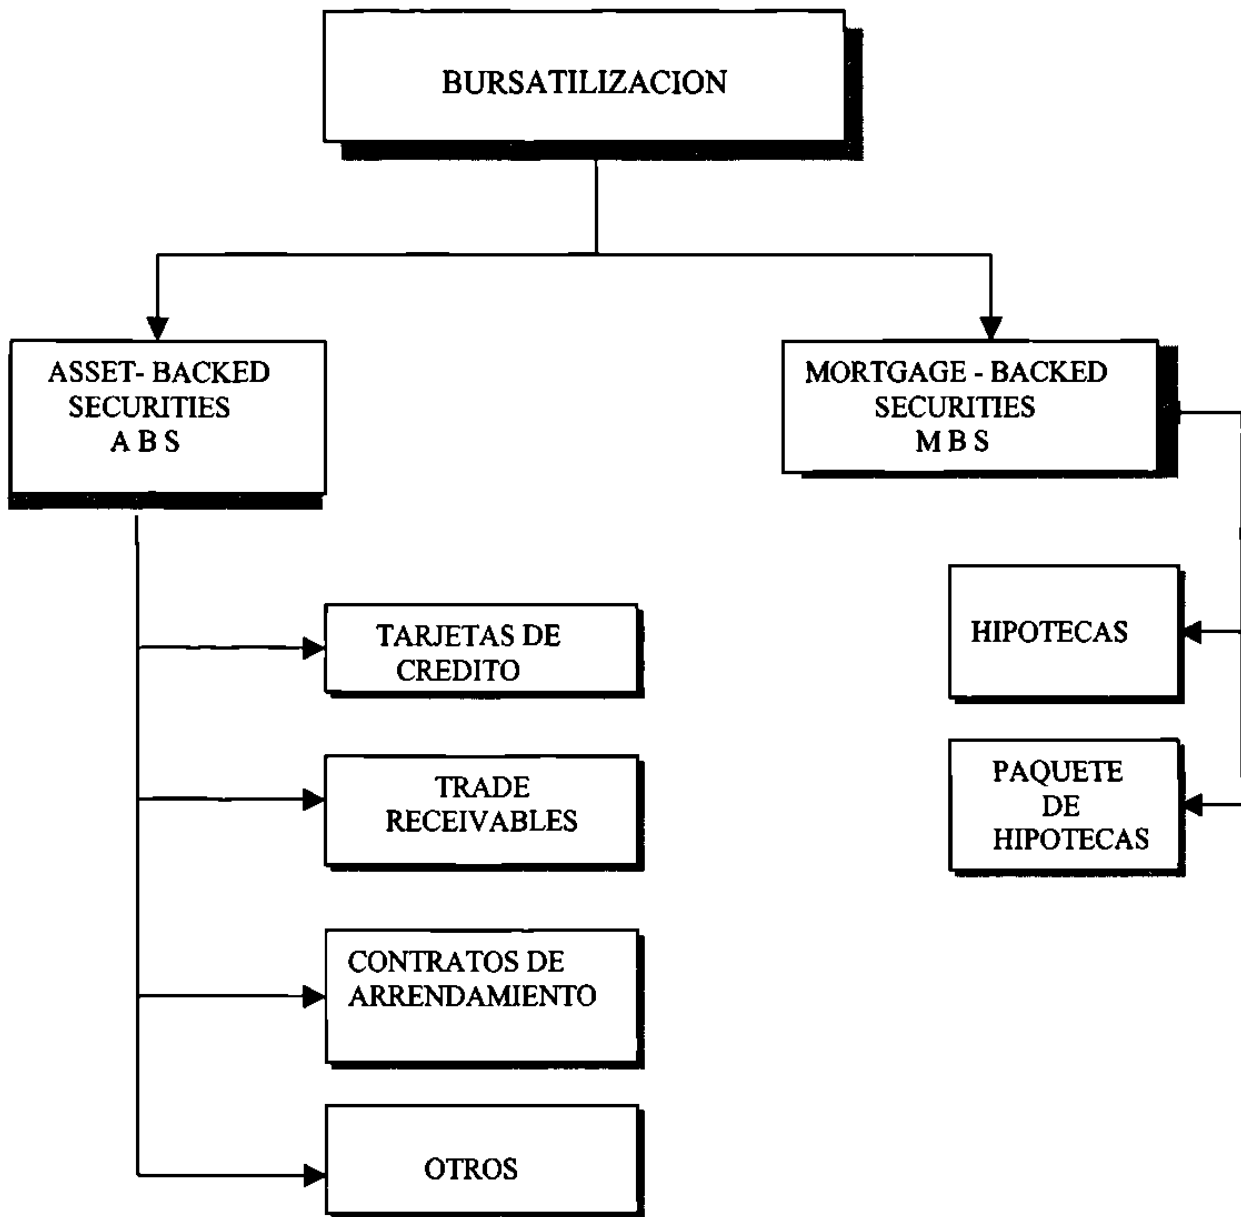 BURSATILIZACION
ASSET- BACKED
SECURITIES
A B S
MORTGAGE - BACKED
SECURITIES
M B S
TARJETAS DE
CREDITO
TRADE
RECEIVABLES
CONTRATOS DE
ARRENDAMIENTO
OTROS
HIPOTECAS
PAQUETE
DE
HIPOTECAS